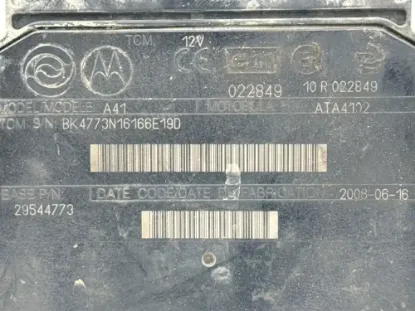 TCM 12V
022849 10 R 022849
MODEL/MODELE A41 MOTOROLA ATA4102
TCM S/N: BK4773N16166E19D
BASE P/N: DATE CODE/DATE DE FABRICATION 2008-06-16
29544773